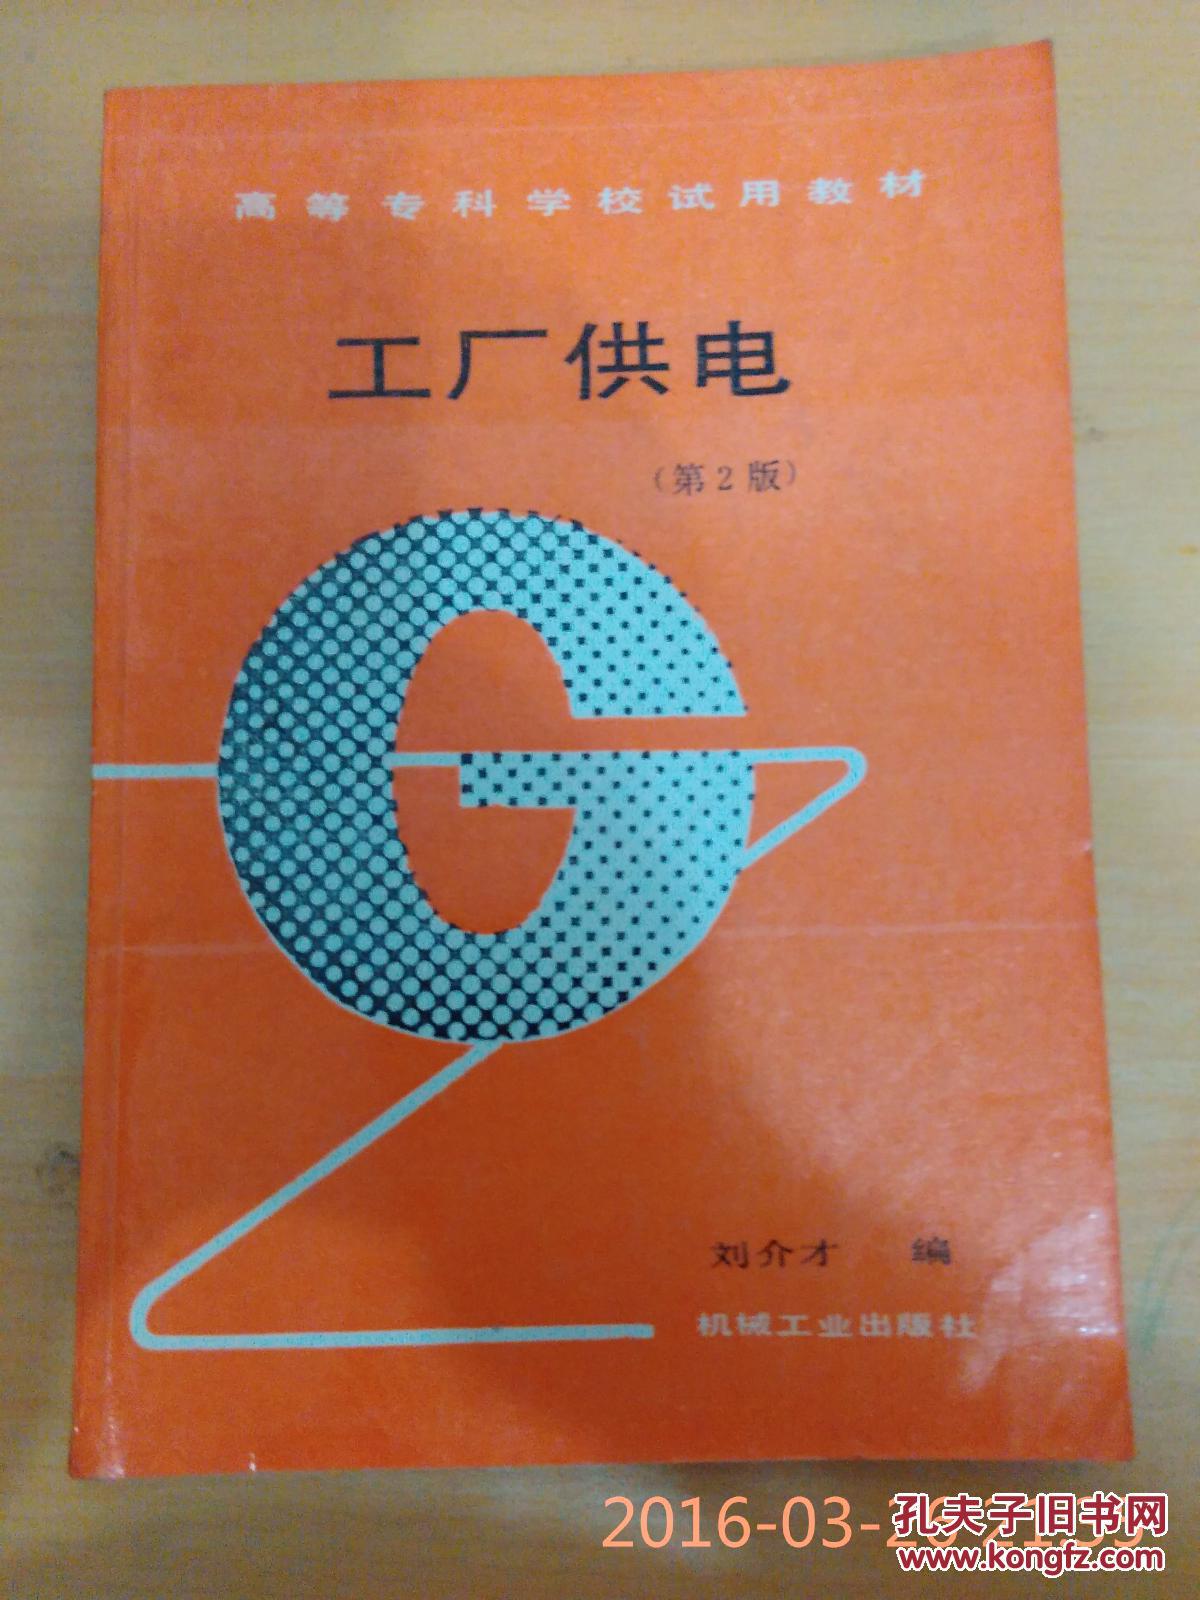 高等专科学校试用教材
工厂供电
(第2版)
刘介才 编
机械工业出版社
2016-03-
孔夫子旧书网
www.kongfz.com